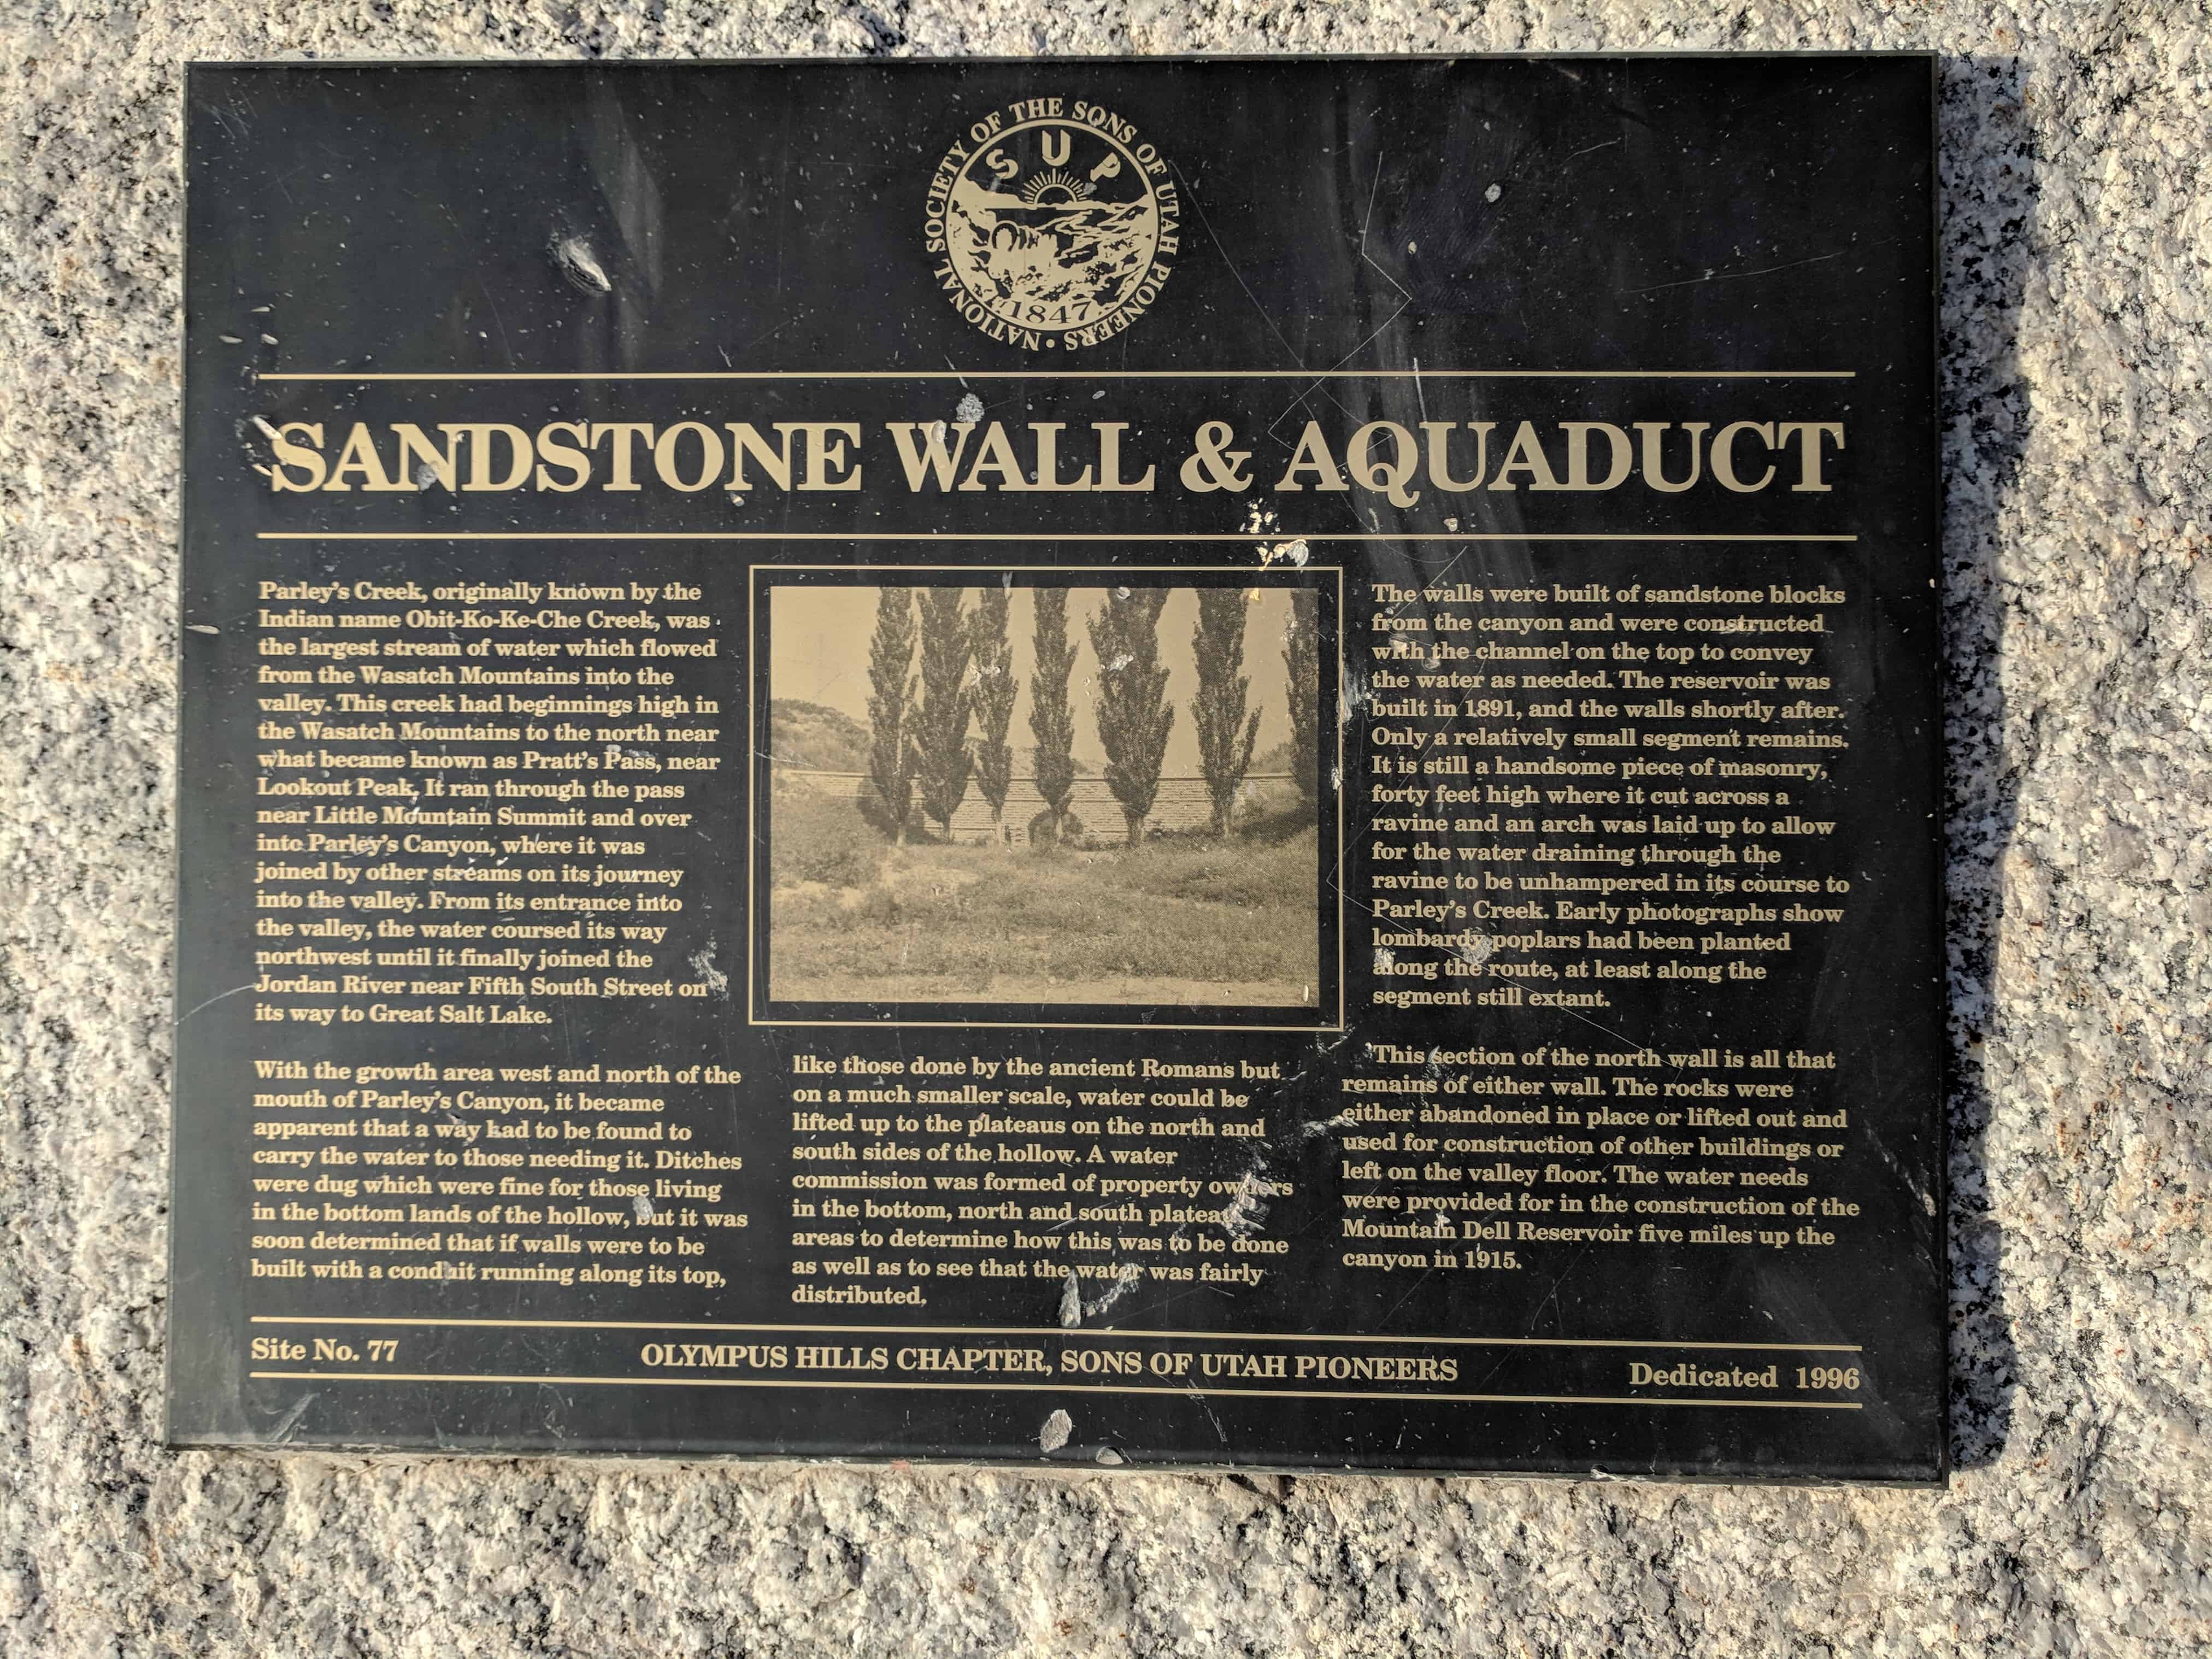 NATIONAL SOCIETY OF THE SONS OF UTAH PIONEERS •
S U P
1847
SANDSTONE WALL & AQUADUCT
Parley's Creek, originally known by the
Indian name Obit-Ko-Ke-Che Creek, was
the largest stream of water which flowed
from the Wasatch Mountains into the
valley. This creek had beginnings high in
the Wasatch Mountains to the north near
what became known as Pratt's Pass, near
Lookout Peak. It ran through the pass
near Little Mountain Summit and over
into Parley's Canyon, where it was
joined by other streams on its journey
into the valley. From its entrance into
the valley, the water coursed its way
northwest until it finally joined the
Jordan River near Fifth South Street on
its way to Great Salt Lake.
With the growth area west and north of the
mouth of Parley's Canyon, it became
apparent that a way had to be found to
carry the water to those needing it. Ditches
were dug which were fine for those living
in the bottom lands of the hollow, but it was
soon determined that if walls were to be
built with a conduit running along its top,
like those done by the ancient Romans but
on a much smaller scale, water could be
lifted up to the plateaus on the north and
south sides of the hollow. A water
commission was formed of property owners
in the bottom, north and south plateau
areas to determine how this was to be done
as well as to see that the water was fairly
distributed.
The walls were built of sandstone blocks
from the canyon and were constructed
with the channel on the top to convey
the water as needed. The reservoir was
built in 1891, and the walls shortly after.
Only a relatively small segment remains.
It is still a handsome piece of masonry,
forty feet high where it cut across a
ravine and an arch was laid up to allow
for the water draining through the
ravine to be unhampered in its course to
Parley's Creek. Early photographs show
lombardy poplars had been planted
along the route, at least along the
segment still extant.
This section of the north wall is all that
remains of either wall. The rocks were
either abandoned in place or lifted out and
used for construction of other buildings or
left on the valley floor. The water needs
were provided for in the construction of the
Mountain Dell Reservoir five miles up the
canyon in 1915.
Site No. 77
OLYMPUS HILLS CHAPTER, SONS OF UTAH PIONEERS
Dedicated 1996